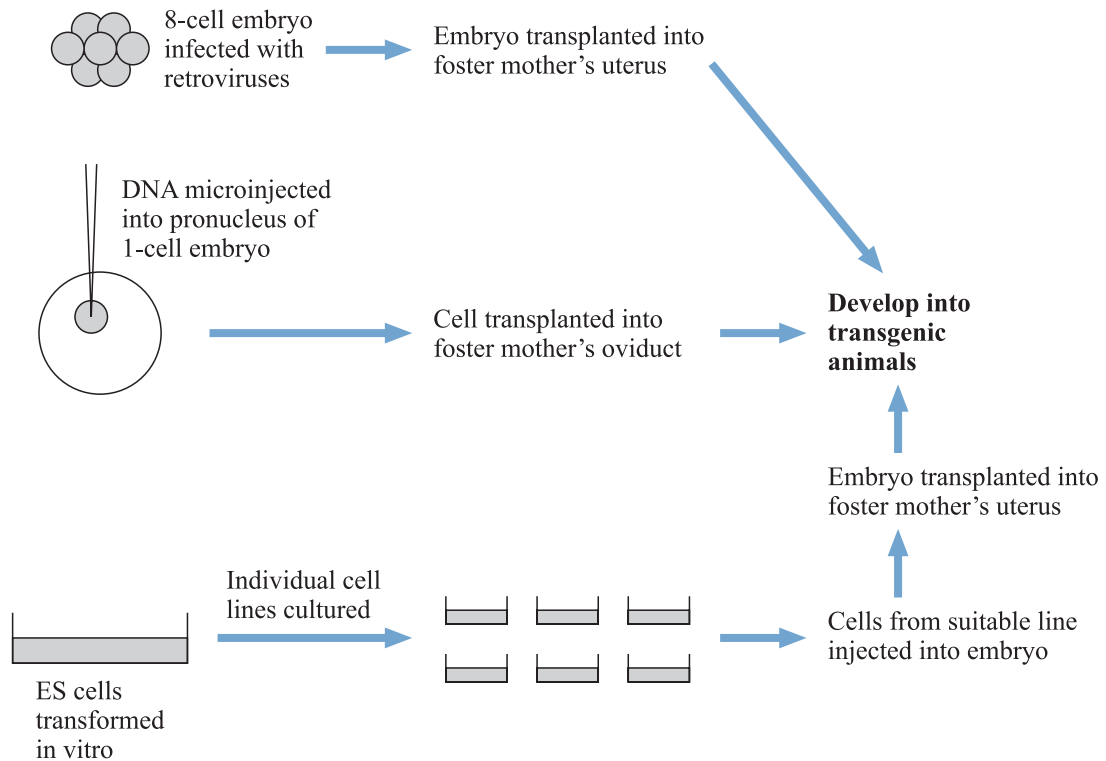 8-cell embryo
infected with
retroviruses
Embryo transplanted into
foster mother’s uterus
DNA microinjected
into pronucleus of
1-cell embryo
Cell transplanted into
foster mother’s oviduct
Develop into
transgenic
animals
Embryo transplanted into
foster mother’s uterus
Individual cell
lines cultured
Cells from suitable line
injected into embryo
ES cells
transformed
in vitro